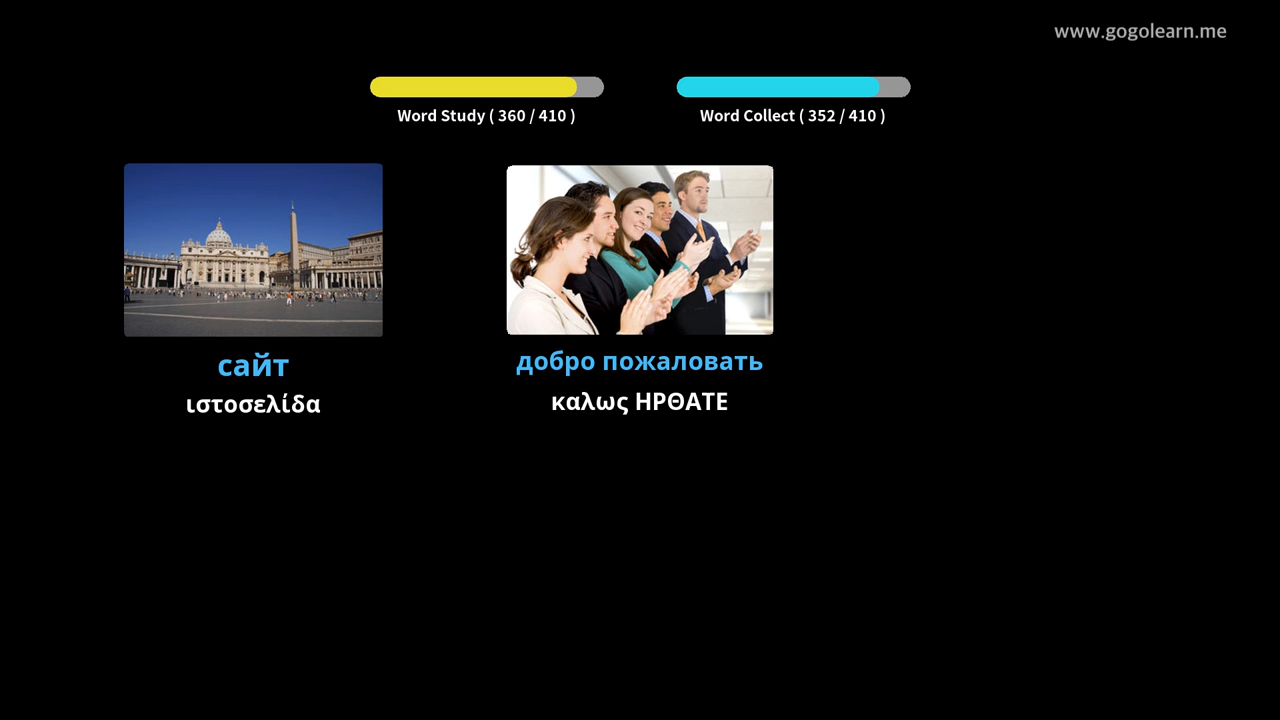 www.gogolearn.me
Word Study ( 360 / 410 )
Word Collect ( 352 / 410 )
сайт
ιστοσελίδα
добро пожаловать
καλως ΗΡΘΑΤΕ